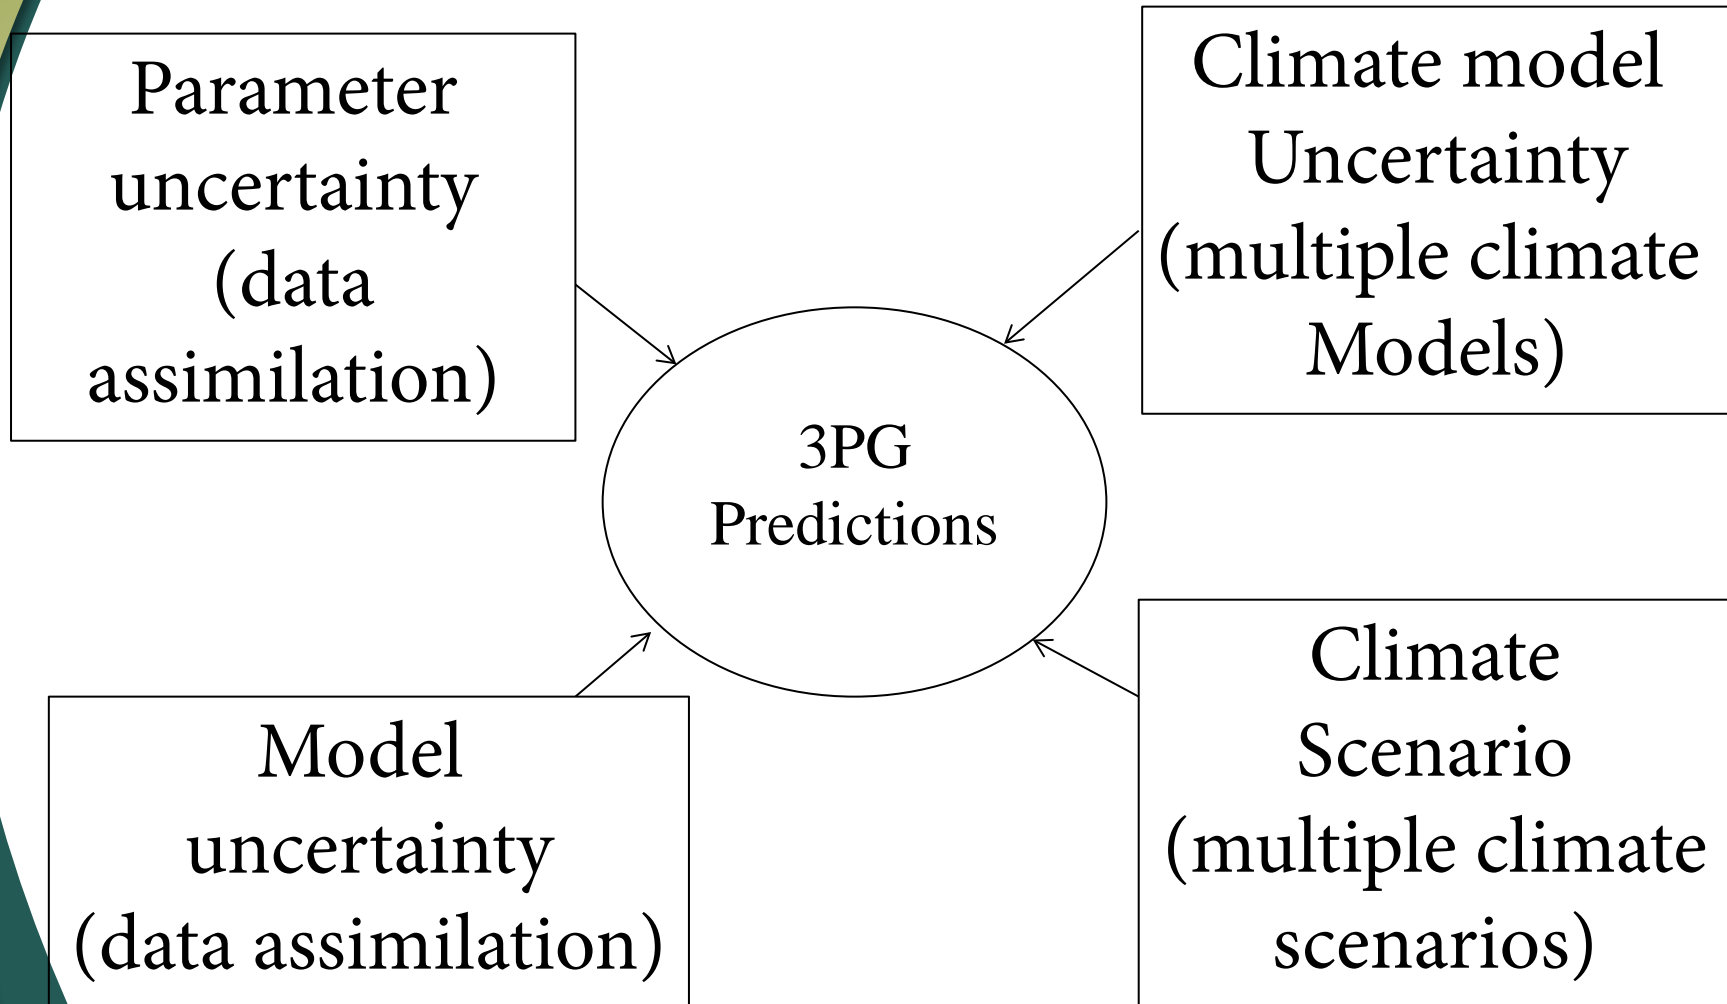 Parameter
uncertainty
(data
assimilation)
Climate model
Uncertainty
(multiple climate
Models)
3PG
Predictions
Model
uncertainty
(data assimilation)
Climate
Scenario
(multiple climate
scenarios)